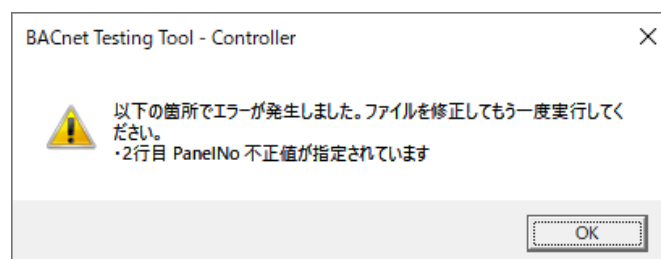 BACnet Testing Tool - Controller
以下の箇所でエラーが発生しました。ファイルを修正してもう一度実行してく
ださい。
・2行目 PanelNo 不正値が指定されています
OK